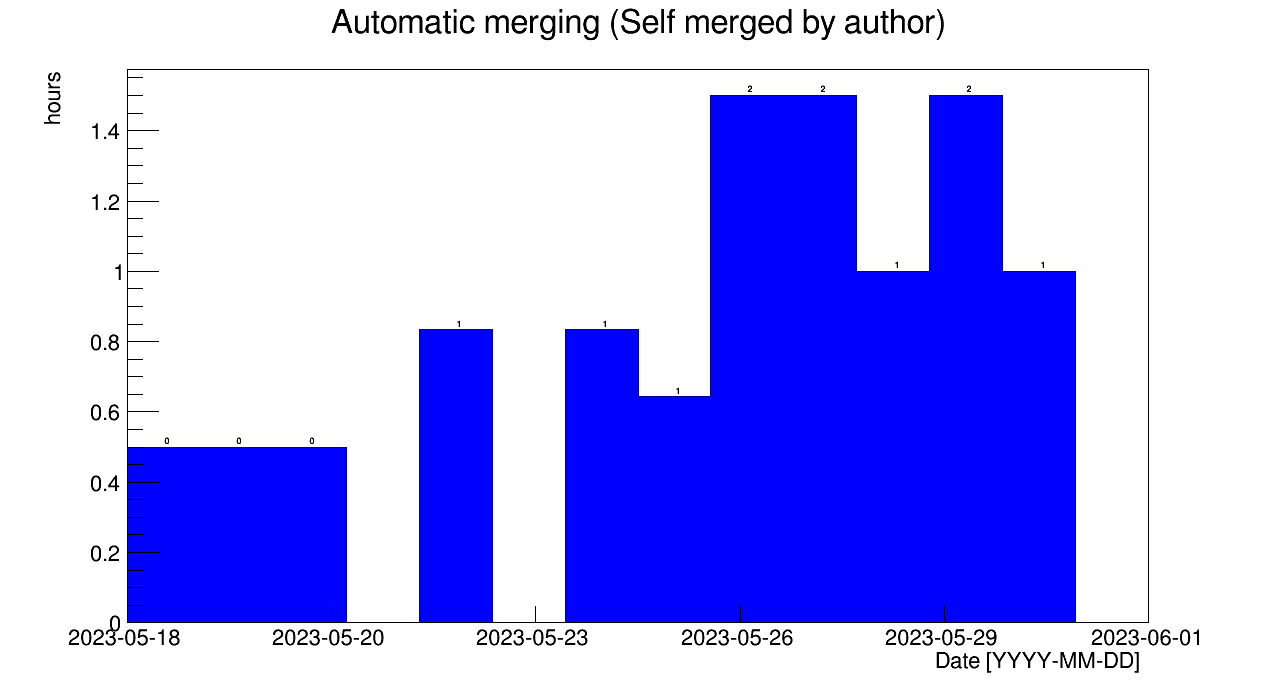 Automatic merging (Self merged by author)
hours
1.4
1.2
1
0.8
0.6
0.4
0.2
0
0 0 0 1 1 1 2 2 1 2 1
2023-05-18 2023-05-20 2023-05-23 2023-05-26 2023-05-29 2023-06-01
Date [YYYY-MM-DD]